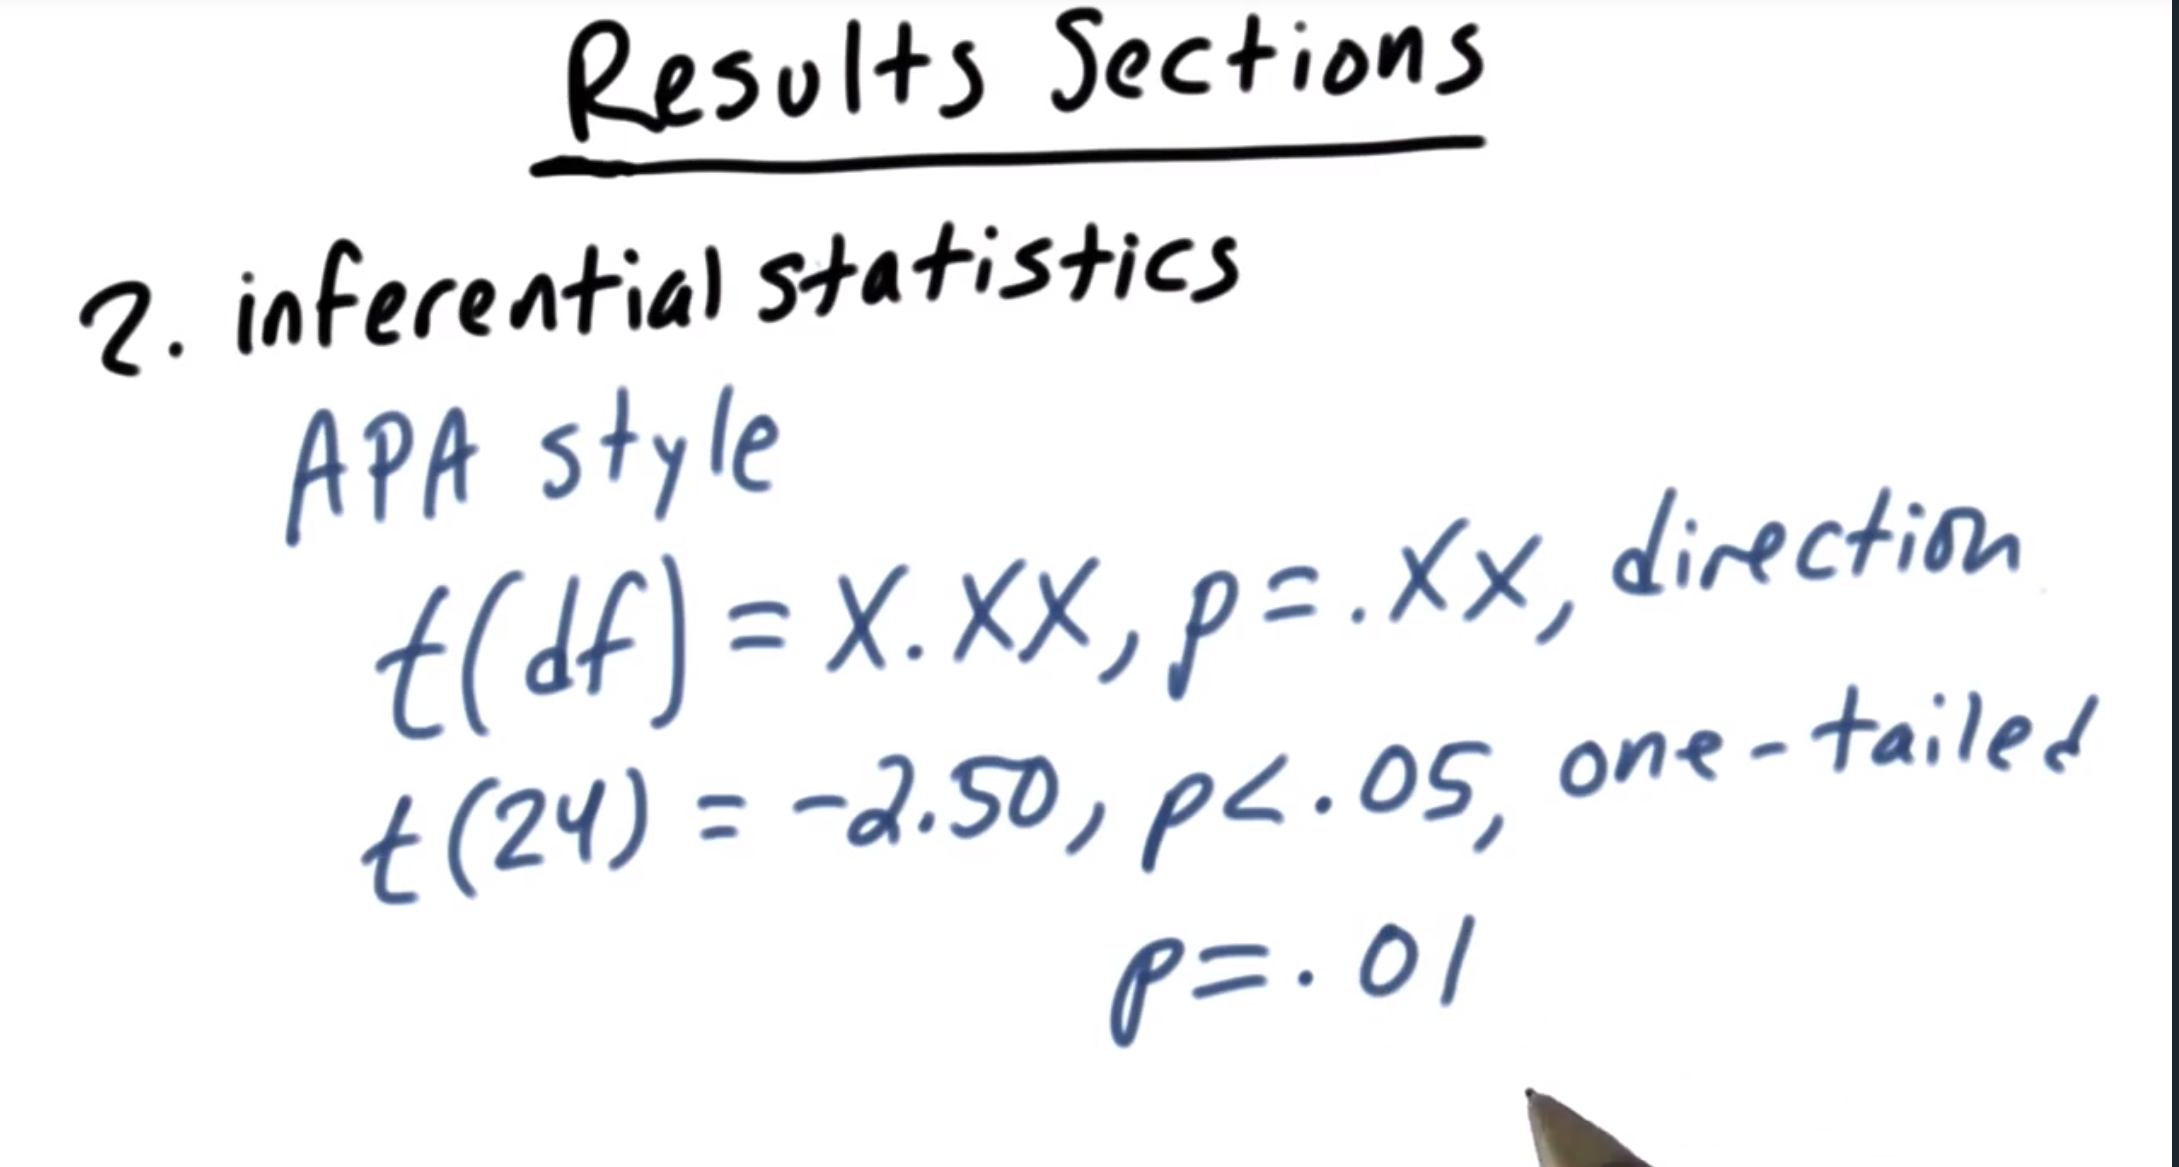 Results Sections
2. inferential statistics
APA style
t(df) = X.XX, p=.XX, direction
t(24) = -2.50, p<.05, one-tailed
p=.01